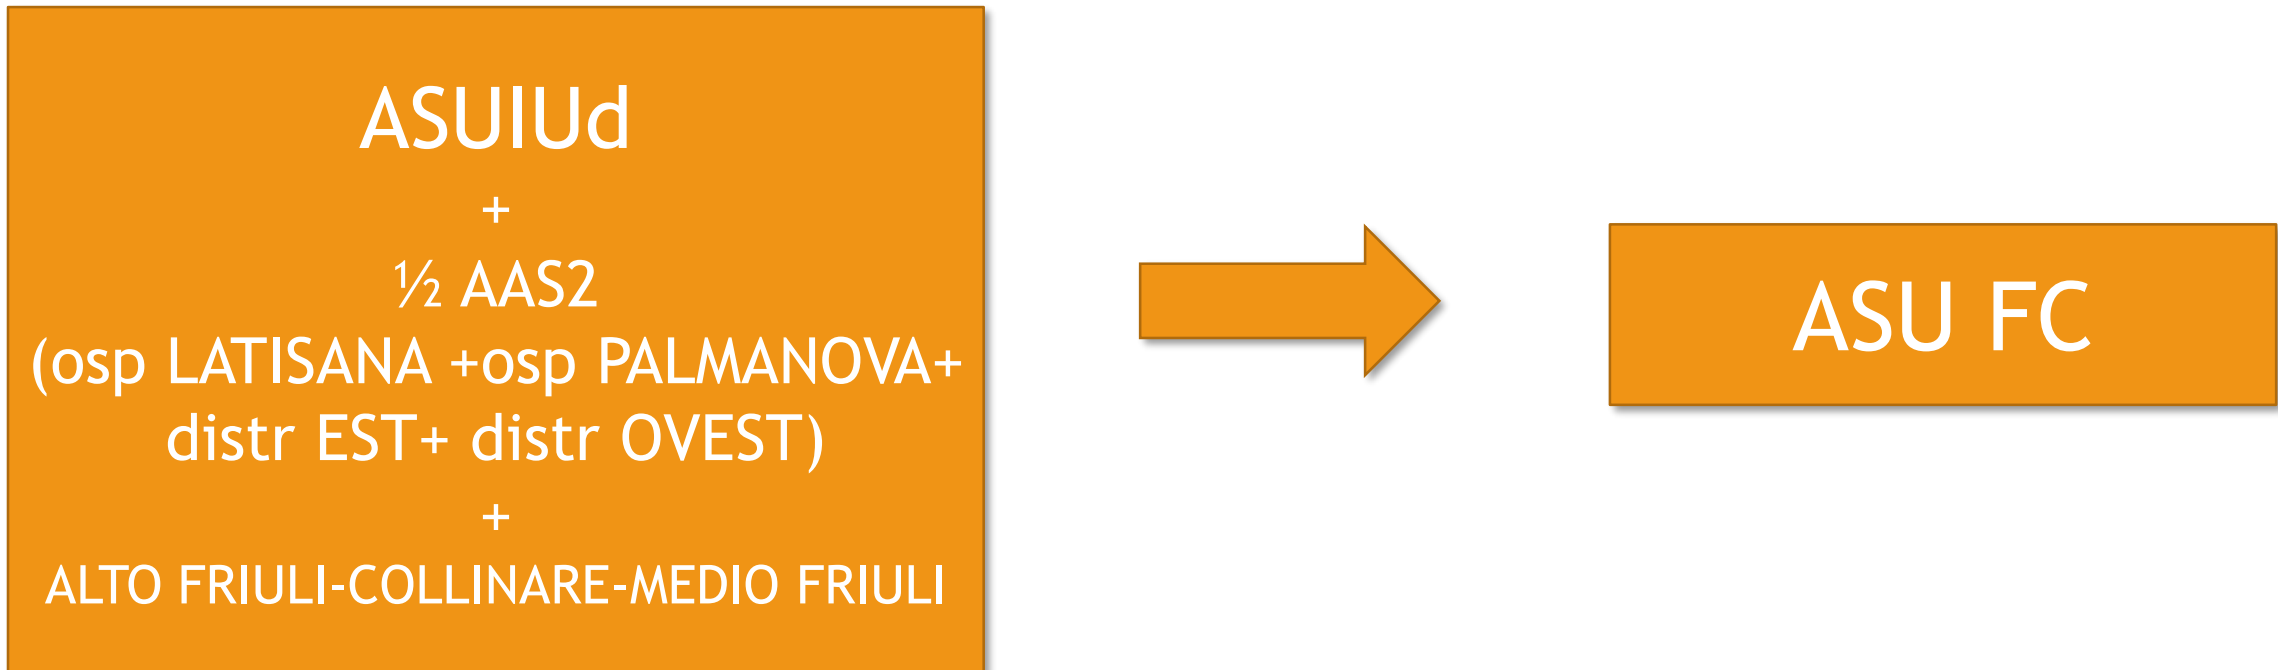 ASUIUd
+
½ AAS2
(osp LATISANA +osp PALMANOVA+
distr EST+ distr OVEST)
+
ALTO FRIULI-COLLINARE-MEDIO FRIULI
ASU FC